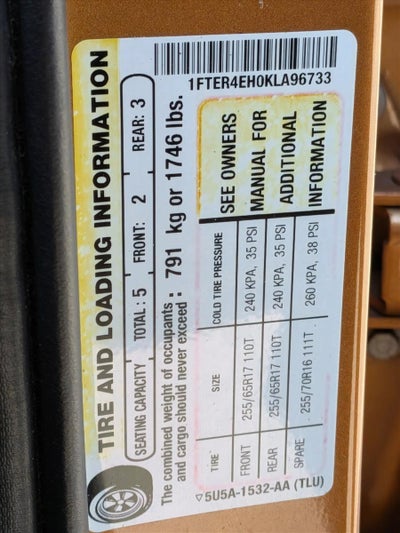 TIRE AND LOADING INFORMATION
SEATING CAPACITY TOTAL : 5 FRONT: 2 REAR: 3
The combined weight of occupants
and cargo should never exceed : 791 kg or 1746 lbs.
TIRE SIZE COLD TIRE PRESSURE
FRONT 255/65R17 110T 240 KPA, 35 PSI
REAR 255/65R17 110T 240 KPA, 35 PSI
SPARE 255/70R16 111T 260 KPA, 38 PSI
SEE OWNERS
MANUAL FOR
ADDITIONAL
INFORMATION
▽5U5A-1532-AA (TLU)
1FTER4EH0KLA96733